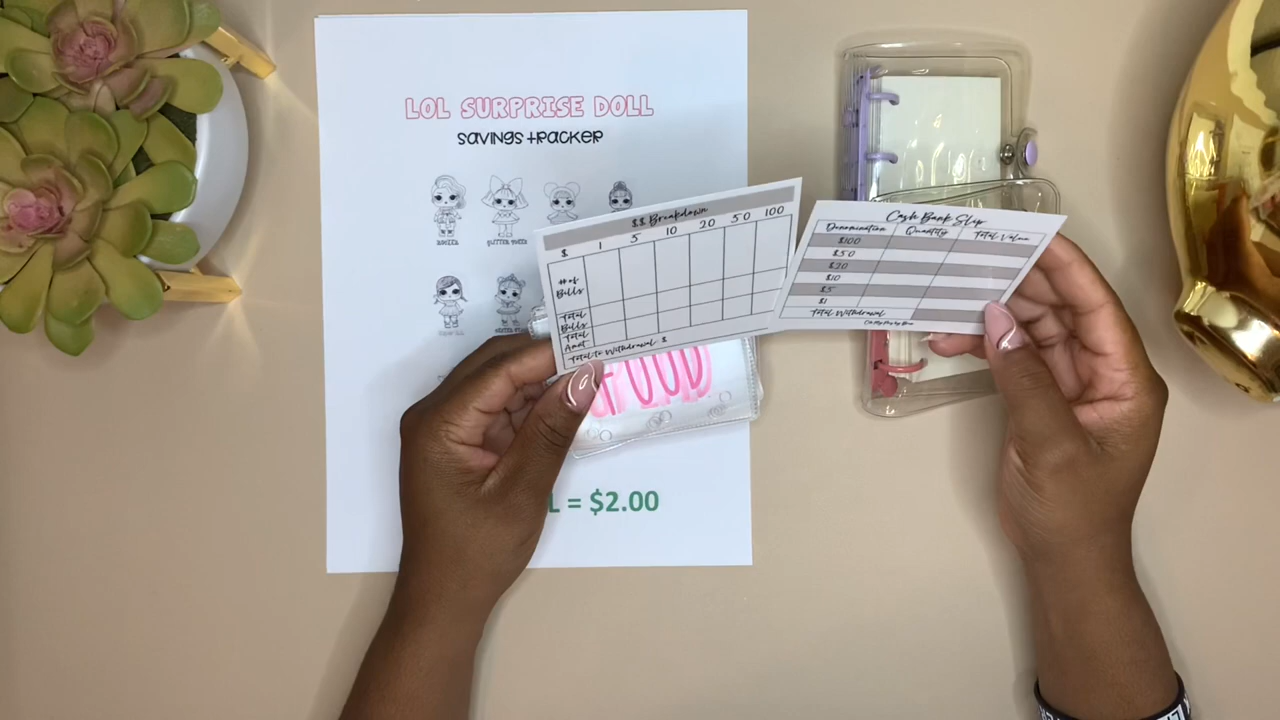 LOL SURPRISE DOLL
SAVINGS TRACKER
$$ Breakdown
$ 1 5 10 20 50 100
# of
Bills
Total
Bills
Total
Amt.
Total to Withdrawal $
Cash Bank Slip
Denomination Quantity Total Value
$100
$50
$20
$10
$5
$1
Total Withdrawal
FOOD
L = $2.00